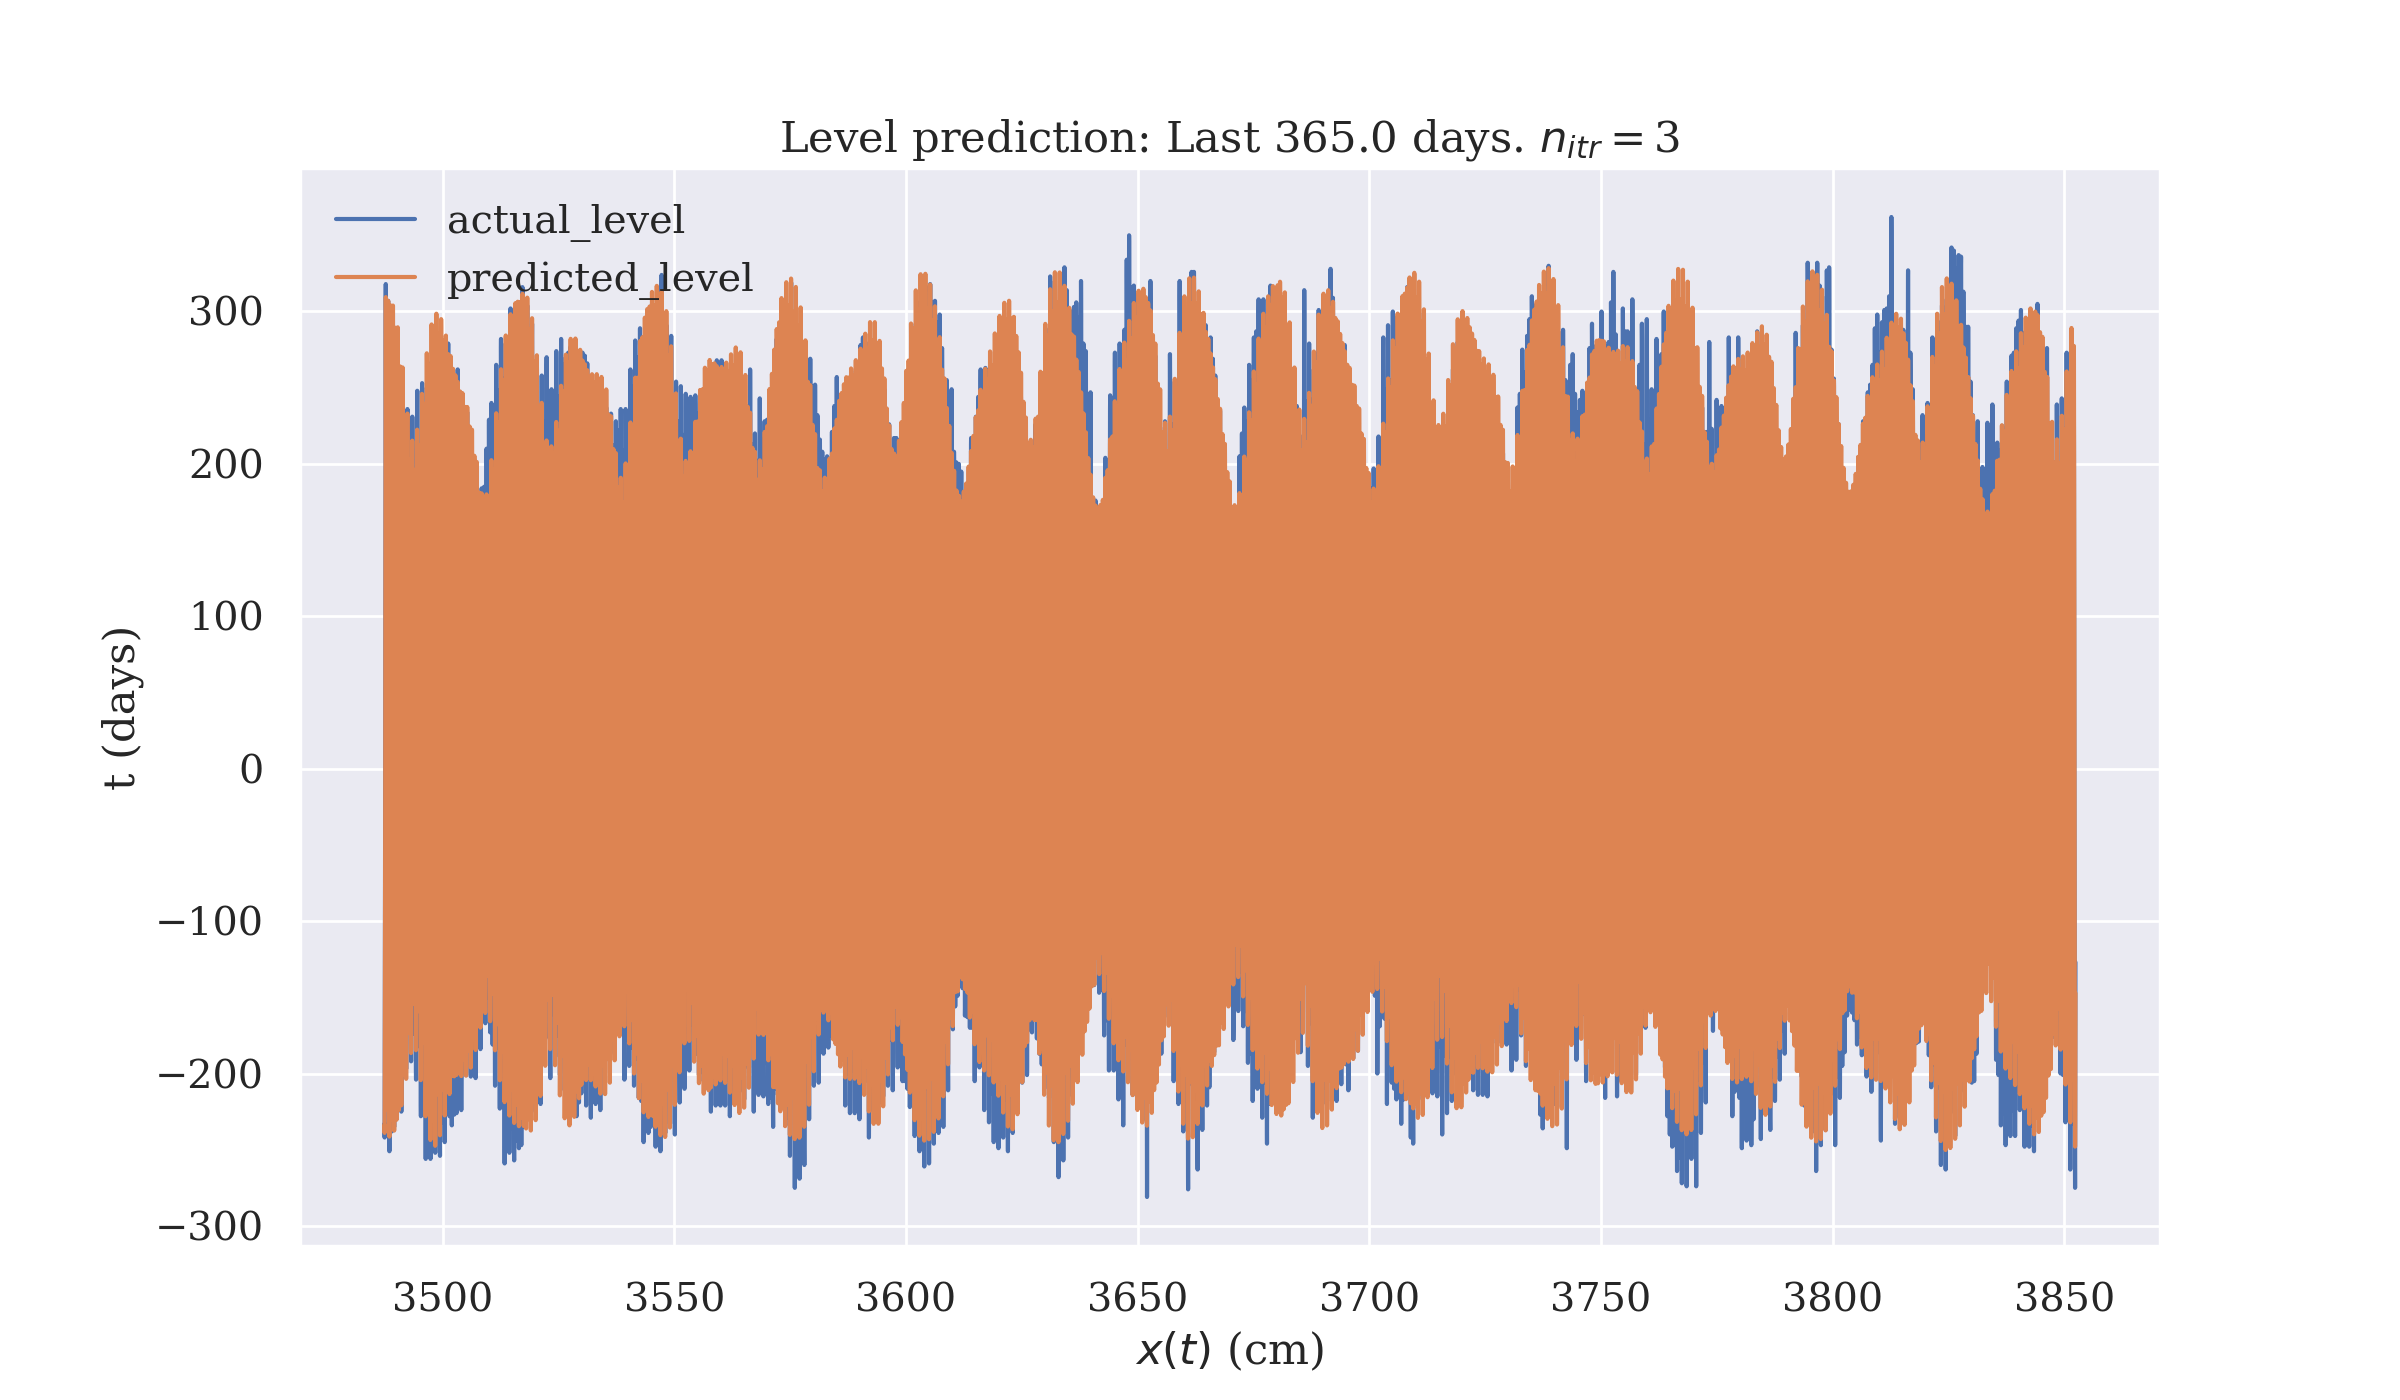 Level prediction: Last 365.0 days. n_itr = 3
actual_level
predicted_level
300
200
100
0
−100
−200
−300
t (days)
3500 3550 3600 3650 3700 3750 3800 3850
x(t) (cm)